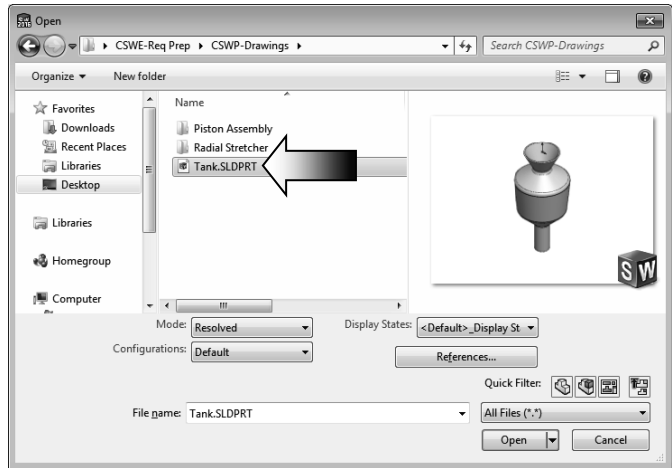 Open
CSWE-Req Prep ▸ CSWP-Drawings ▸
Search CSWP-Drawings
Organize ▾ New folder
Favorites
Downloads
Recent Places
Libraries
Desktop
Libraries
Homegroup
Computer
Name
Piston Assembly
Radial Stretcher
Tank.SLDPRT
SW
Mode: Resolved
Display States: <Default>_Display St
Configurations: Default
References...
Quick Filter:
File name: Tank.SLDPRT
All Files (*.*)
Open
Cancel